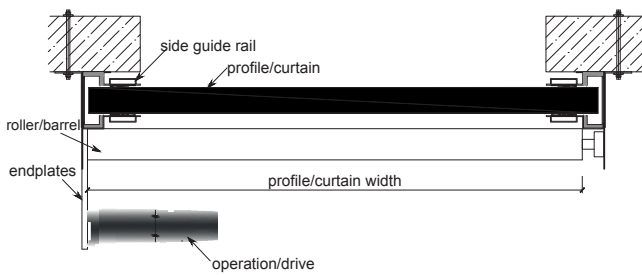 side guide rail
profile/curtain
roller/barrel
endplates
profile/curtain width
operation/drive